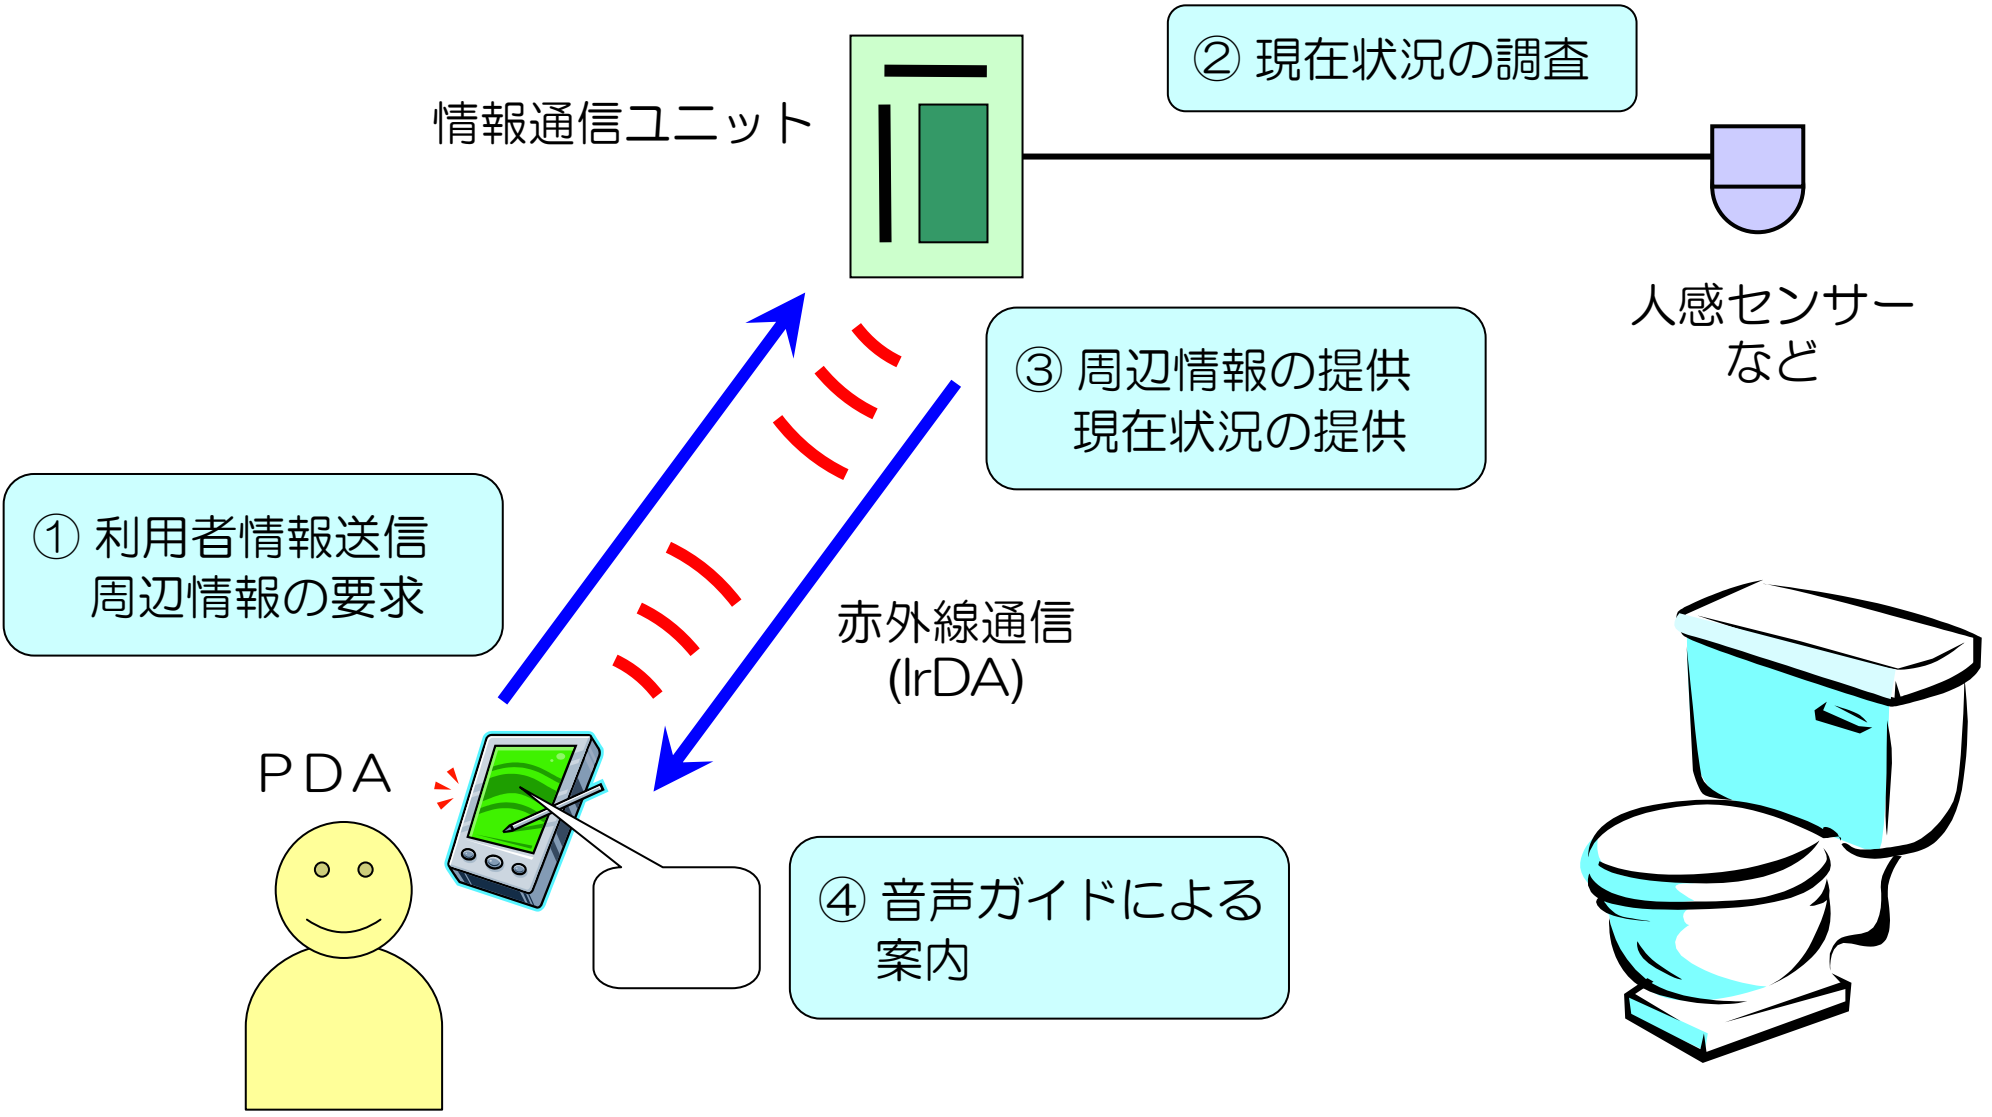 ② 現在状況の調査
情報通信ユニット
人感センサー
など
③ 周辺情報の提供
現在状況の提供
① 利用者情報送信
周辺情報の要求
赤外線通信
(IrDA)
ＰＤＡ
④ 音声ガイドによる
案内